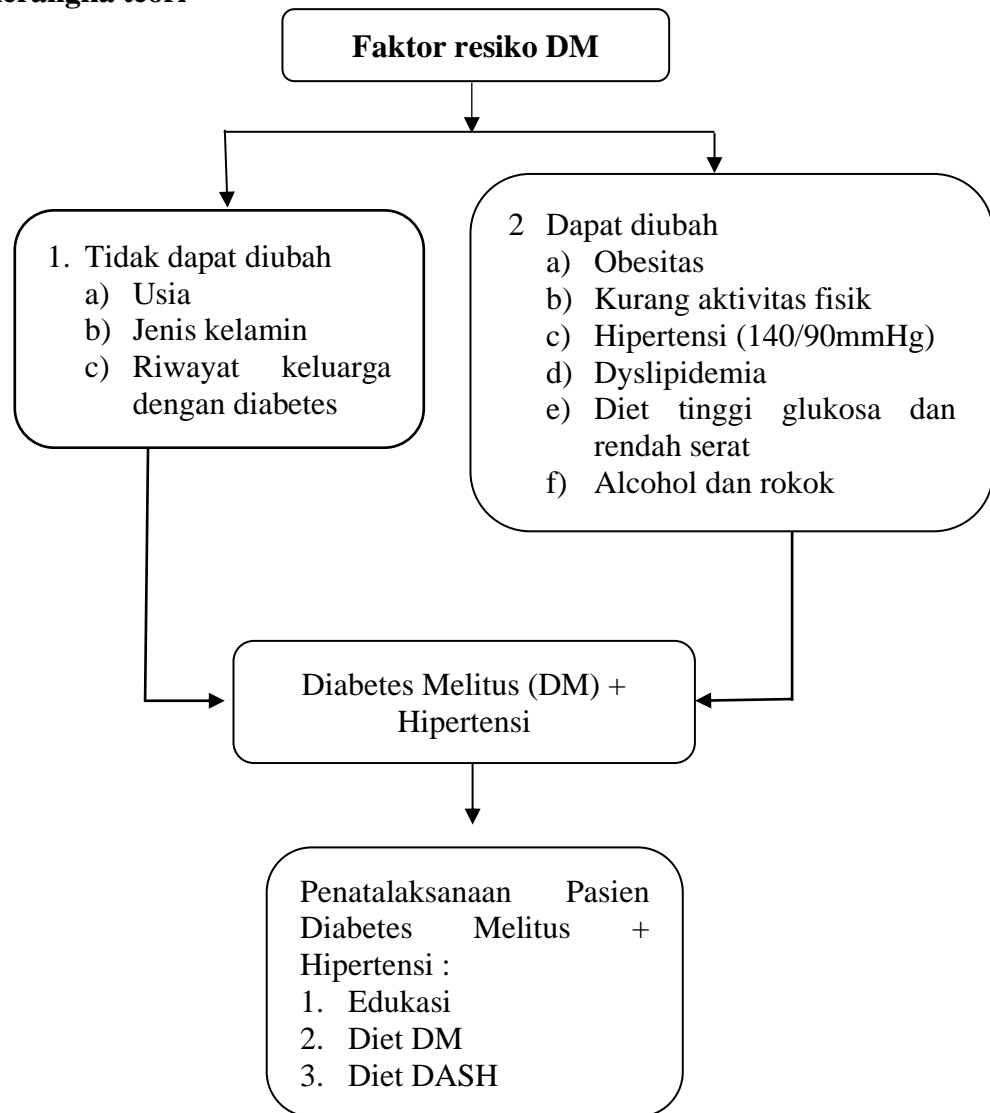 Faktor resiko DM
1. Tidak dapat diubah
a) Usia
b) Jenis kelamin
c) Riwayat keluarga
dengan diabetes
2 Dapat diubah
a) Obesitas
b) Kurang aktivitas fisik
c) Hipertensi (140/90mmHg)
d) Dyslipidemia
e) Diet tinggi glukosa dan
rendah serat
f) Alcohol dan rokok
Diabetes Melitus (DM) +
Hipertensi
Penatalaksanaan Pasien
Diabetes Melitus +
Hipertensi :
1. Edukasi
2. Diet DM
3. Diet DASH